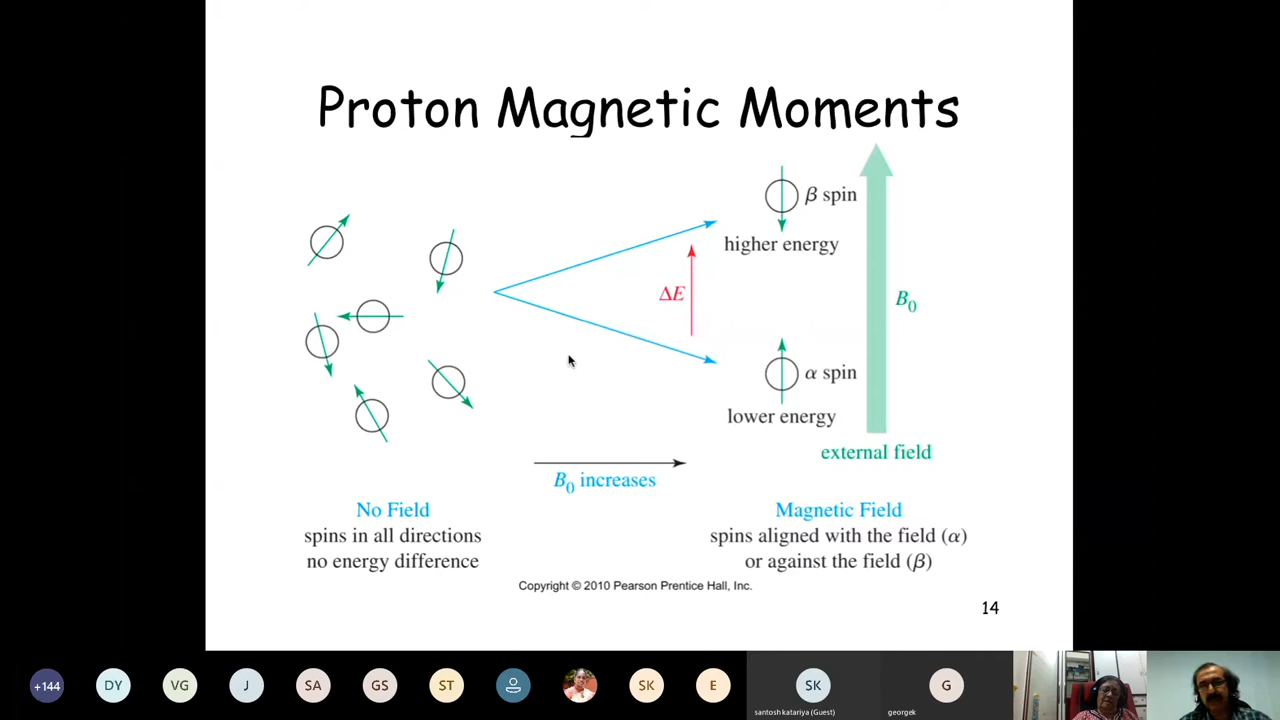 Proton Magnetic Moments
β spin
higher energy
ΔE
B0
α spin
lower energy
external field
B0 increases
No Field
spins in all directions
no energy difference
Magnetic Field
spins aligned with the field (α)
or against the field (β)
Copyright © 2010 Pearson Prentice Hall, Inc.
14
+144
DY
VG
J
SA
GS
ST
SK
E
SK
G
santosh katariya (Guest)
georgek